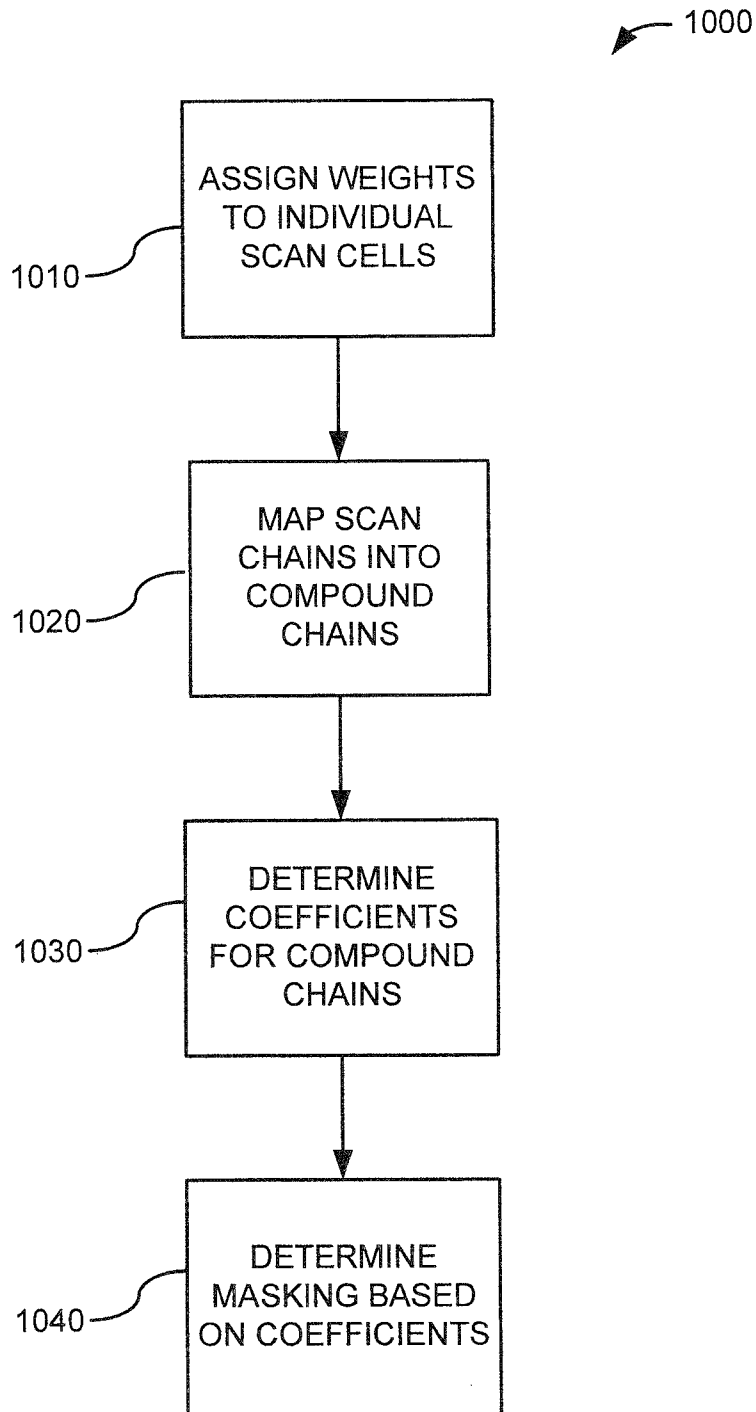 1000
ASSIGN WEIGHTS
TO INDIVIDUAL
SCAN CELLS
1010
MAP SCAN
CHAINS INTO
COMPOUND
CHAINS
1020
DETERMINE
COEFFICIENTS
FOR COMPOUND
CHAINS
1030
DETERMINE
MASKING BASED
ON COEFFICIENTS
1040